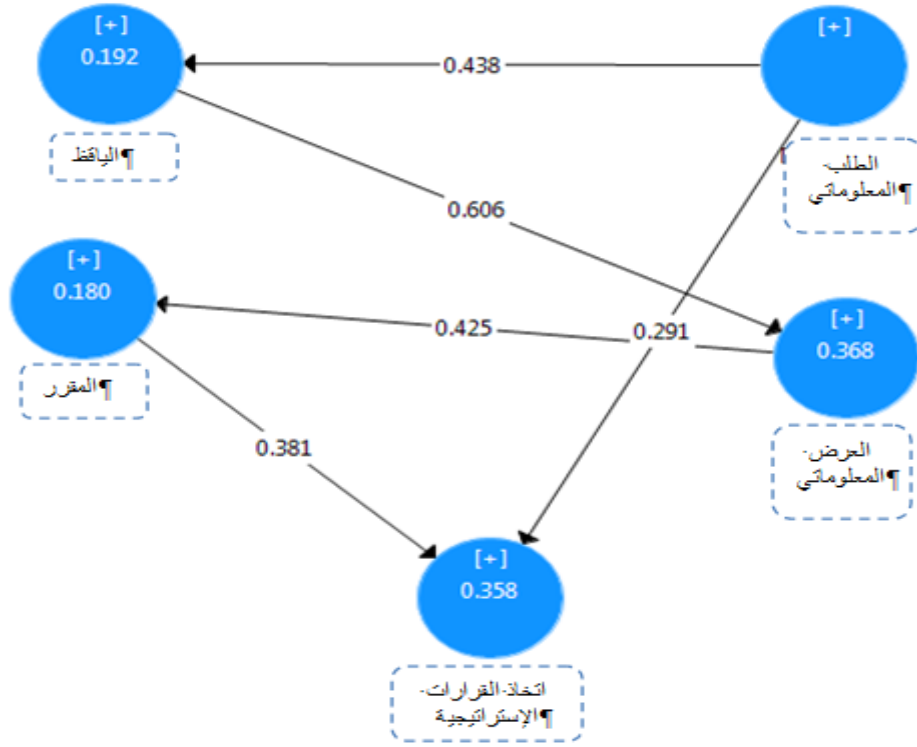 [+]
0.192
الياقظ¶
0.438
[+]
الطلب-
المعلوماتي¶
0.606
[+]
0.180
المقرر¶
0.425
0.291
[+]
0.368
العرض-
المعلوماتي¶
0.381
[+]
0.358
اتخاذ-القرارات-
الإستراتيجية¶